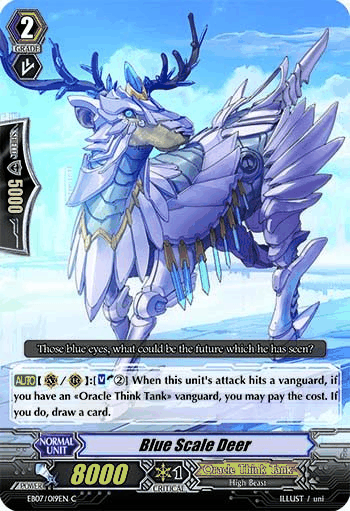 2
GRADE
SHIELD
5000
Those blue eyes, what could be the future which he has seen?
AUTO [ / ]:[ ②] When this unit's attack hits a vanguard, if
you have an «Oracle Think Tank» vanguard, you may pay the cost. If
you do, draw a card.
NORMAL
UNIT
Blue Scale Deer
POWER
8000
1
CRITICAL
Oracle Think Tank
High Beast
EB07/019EN C
ILLUST / uni